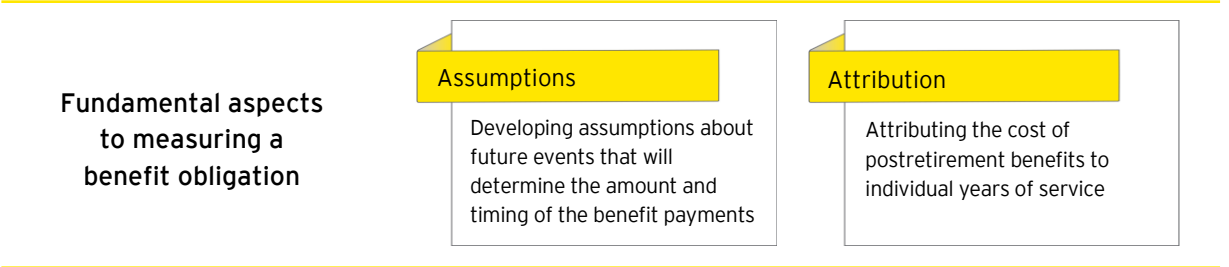 Fundamental aspects
to measuring a
benefit obligation
Assumptions
Developing assumptions about
future events that will
determine the amount and
timing of the benefit payments
Attribution
Attributing the cost of
postretirement benefits to
individual years of service